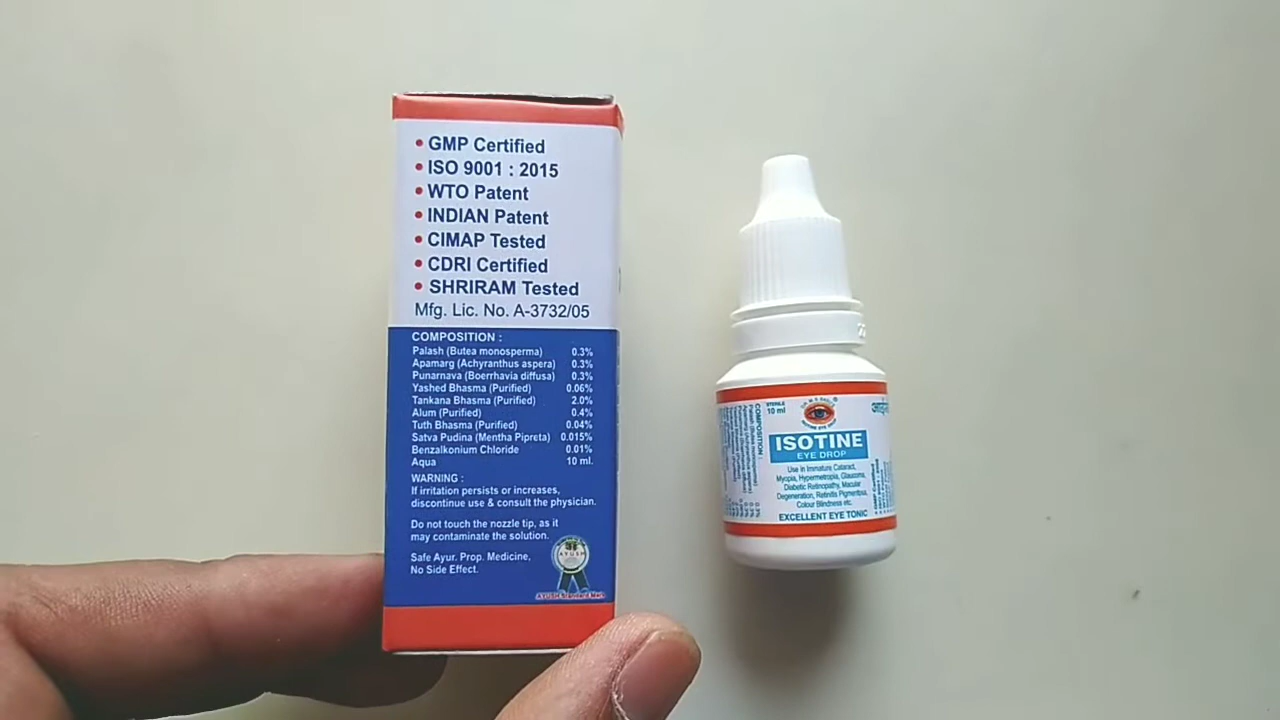 • GMP Certified
• ISO 9001 : 2015
• WTO Patent
• INDIAN Patent
• CIMAP Tested
• CDRI Certified
• SHRIRAM Tested
Mfg. Lic. No. A-3732/05
COMPOSITION :
Palash (Butea monosperma) 0.3%
Apamarg (Achyranthus aspera) 0.3%
Punarnava (Boerrhavia diffusa) 0.3%
Yashed Bhasma (Purified) 0.06%
Tankana Bhasma (Purified) 2.0%
Alum (Purified) 0.4%
Tuth Bhasma (Purified) 0.04%
Satva Pudina (Mentha Pipreta) 0.015%
Benzalkonium Chloride 0.01%
Aqua 10 ml.
WARNING :
If irritation persists or increases,
discontinue use & consult the physician.
Do not touch the nozzle tip, as it
may contaminate the solution.
Safe Ayur. Prop. Medicine,
No Side Effect.
AYUSH
AYUSH Standard Mark
STERILE
10 ml
COMPOSITION :
ISOTINE
EYE DROP
Use in Immature Cataract,
Myopia, Hypermetropia, Glaucoma,
Diabetic Retinopathy, Macular
Degeneration, Retinitis Pigmentosa,
Colour Blindness etc.
EXCELLENT EYE TONIC